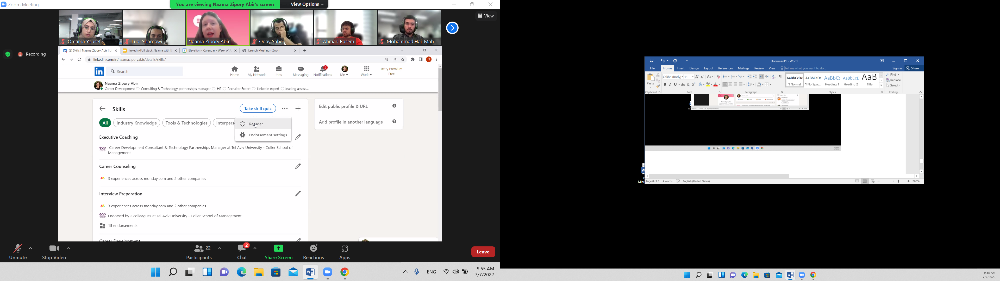 Zoom Meeting
You are viewing Naama Zipory Abir's screen
View Options
View
Omama Yousef
Luai Sharqawi
Naama Zipory Abir
Oday Sabe
Ahmad Basem
Mohammad Haj-Mah...
Recording
(2) Skills | Naama Zipory Abir | Li
linkedin-Full stack_Naama with E
Elevation - Calendar - Week of Ju
Launch Meeting - Zoom
linkedin.com/in/naamaziporyabir/details/skills/
N
in
Search
Home
My Network
Jobs
Messaging
2
Notifications
Me
Work
Retry Premium
Free
Naama Zipory Abir
Career Development ♡ Consulting & Technology partnerships manager ♡ HR ♡ Recruiter Expert ♡ LinkedIn expert ♡ Leading assess...
Skills
Take skill quiz
All
Industry Knowledge
Tools & Technologies
Interpers
Reorder
Endorsement settings
Executive Coaching
Career Development Consultant & Technology Partnerships Manager at Tel Aviv University - Coller School of
Management
Career Counseling
3 experiences across monday.com and 2 other companies
Interview Preparation
3 experiences across monday.com and 2 other companies
Endorsed by 2 colleagues at Tel Aviv University - Coller School of Management
15 endorsements
Career Development
Edit public profile & URL
Add profile in another language
Unmute
Stop Video
22
Participants
2
Chat
Share Screen
Reactions
Apps
Leave
ENG
9:55 AM
7/7/2022
Document1 - Word
File
Home
Insert
Design
Layout
References
Mailings
Review
View
Tell me what you want to do...
Sign in
Share
Paste
Calibri (Body)
11
Aa
B I U abc X₂ X²
AaBbCcDc
AaBbCcDc
AaBbCc
AaBbCcE
AaB
¶ Normal
¶ No Spac...
Heading 1
Heading 2
Title
Find
Replace
Select
Clipboard
Font
Paragraph
Styles
Editing
Micr
Page 8 of 8
4 words
English (United States)
260%
9:55 AM
7/7/2022